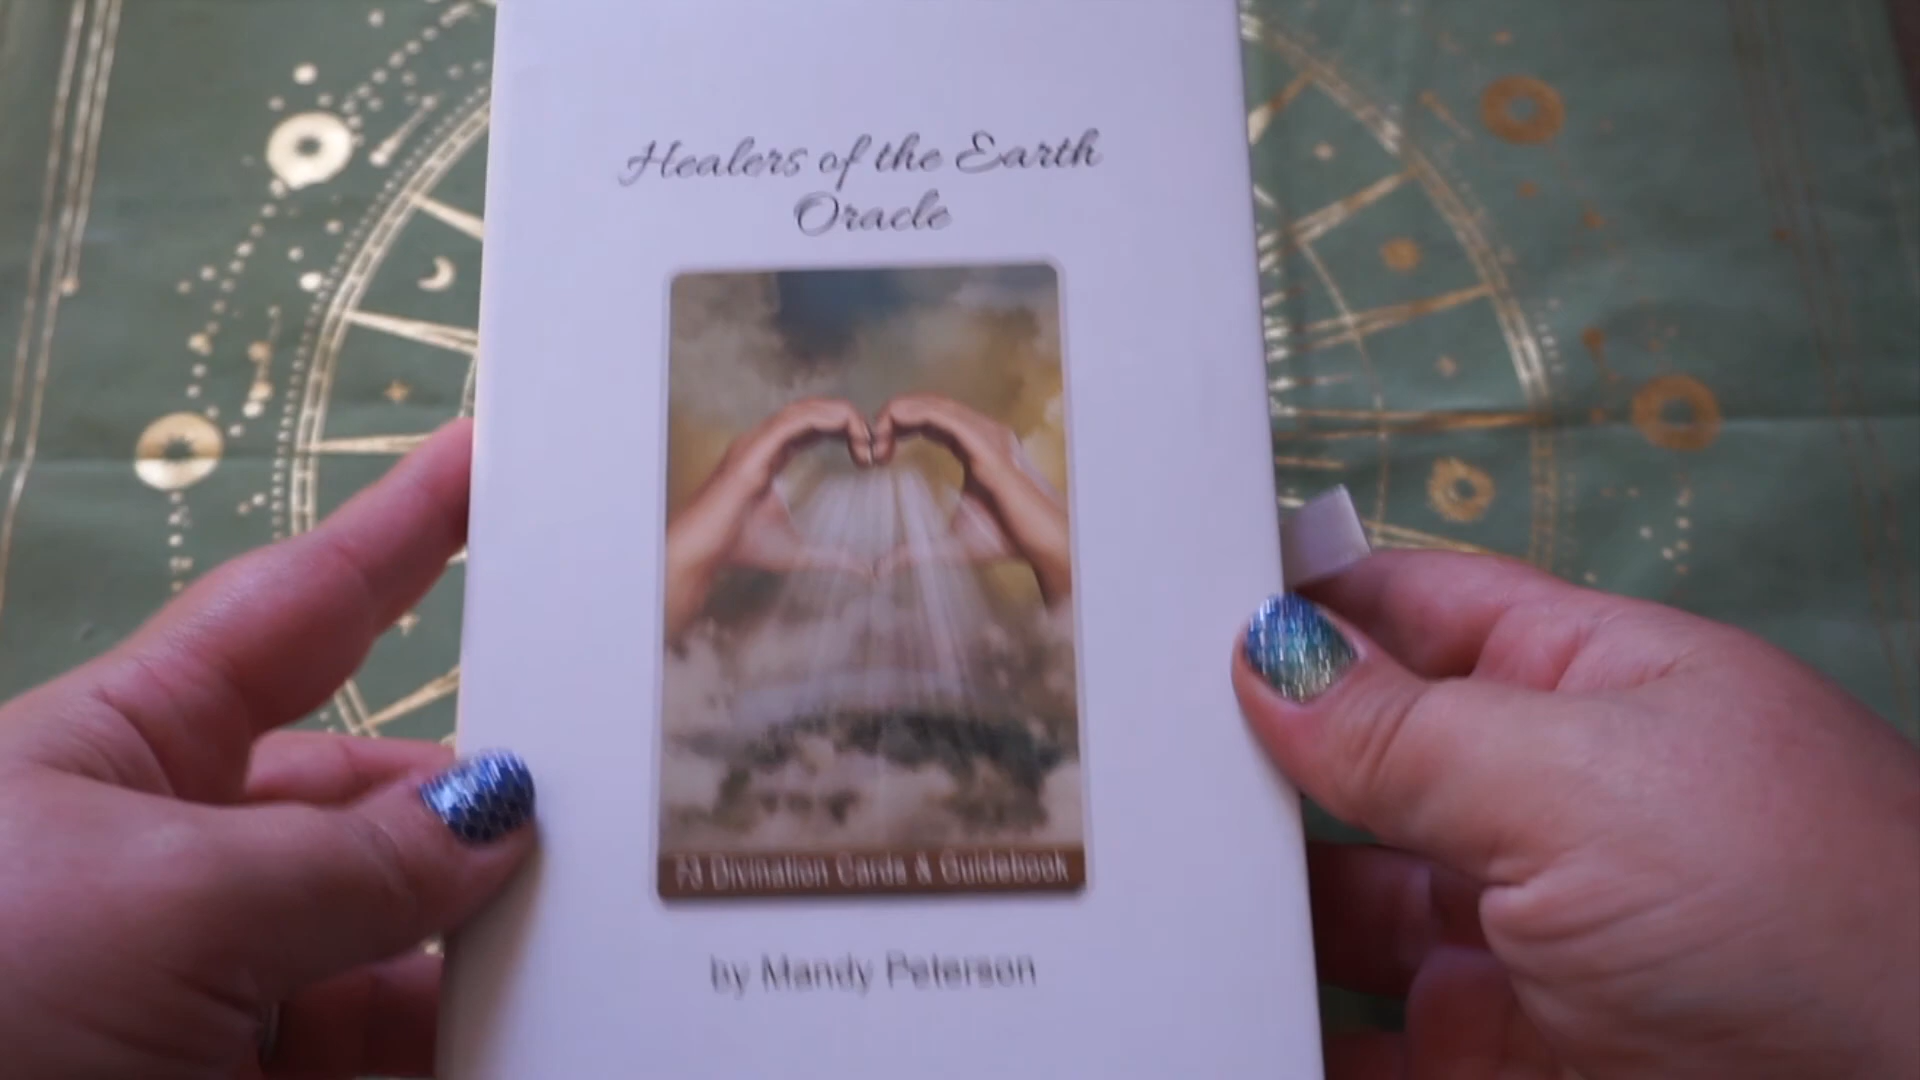 Healers of the Earth
Oracle
Divination Cards & Guidebook
by Mandy Peterson